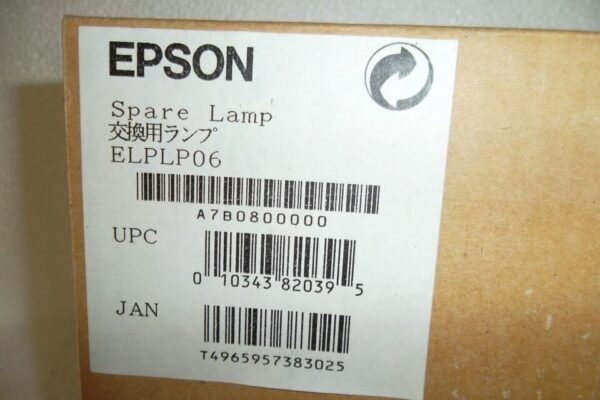 EPSON
Spare Lamp
交換用ランプ
ELPLP06
A7B0800000
UPC
0 10343 82039 5
JAN
T4965957383025